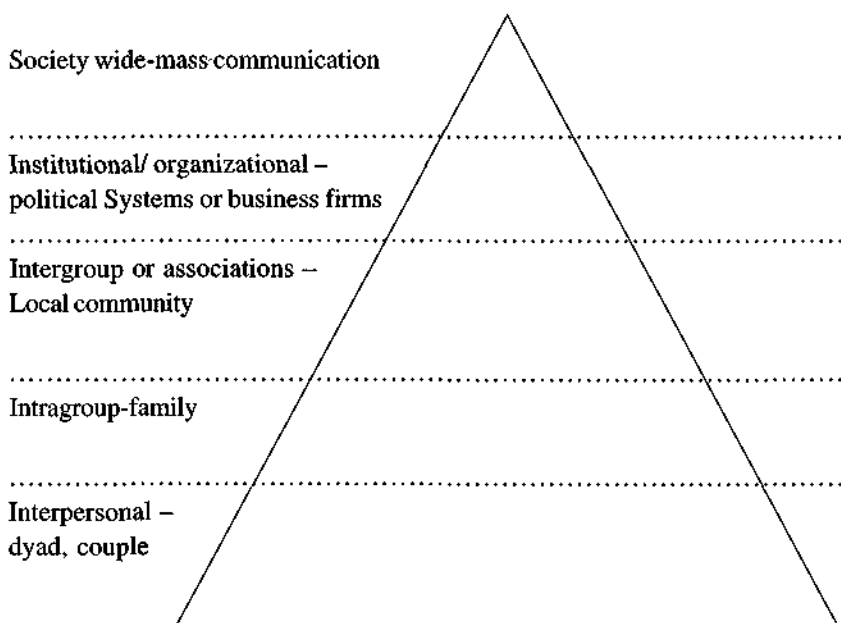 Society wide-mass communication
Institutional/ organizational –
political Systems or business firms
Intergroup or associations –
Local community
Intragroup-family
Interpersonal –
dyad, couple